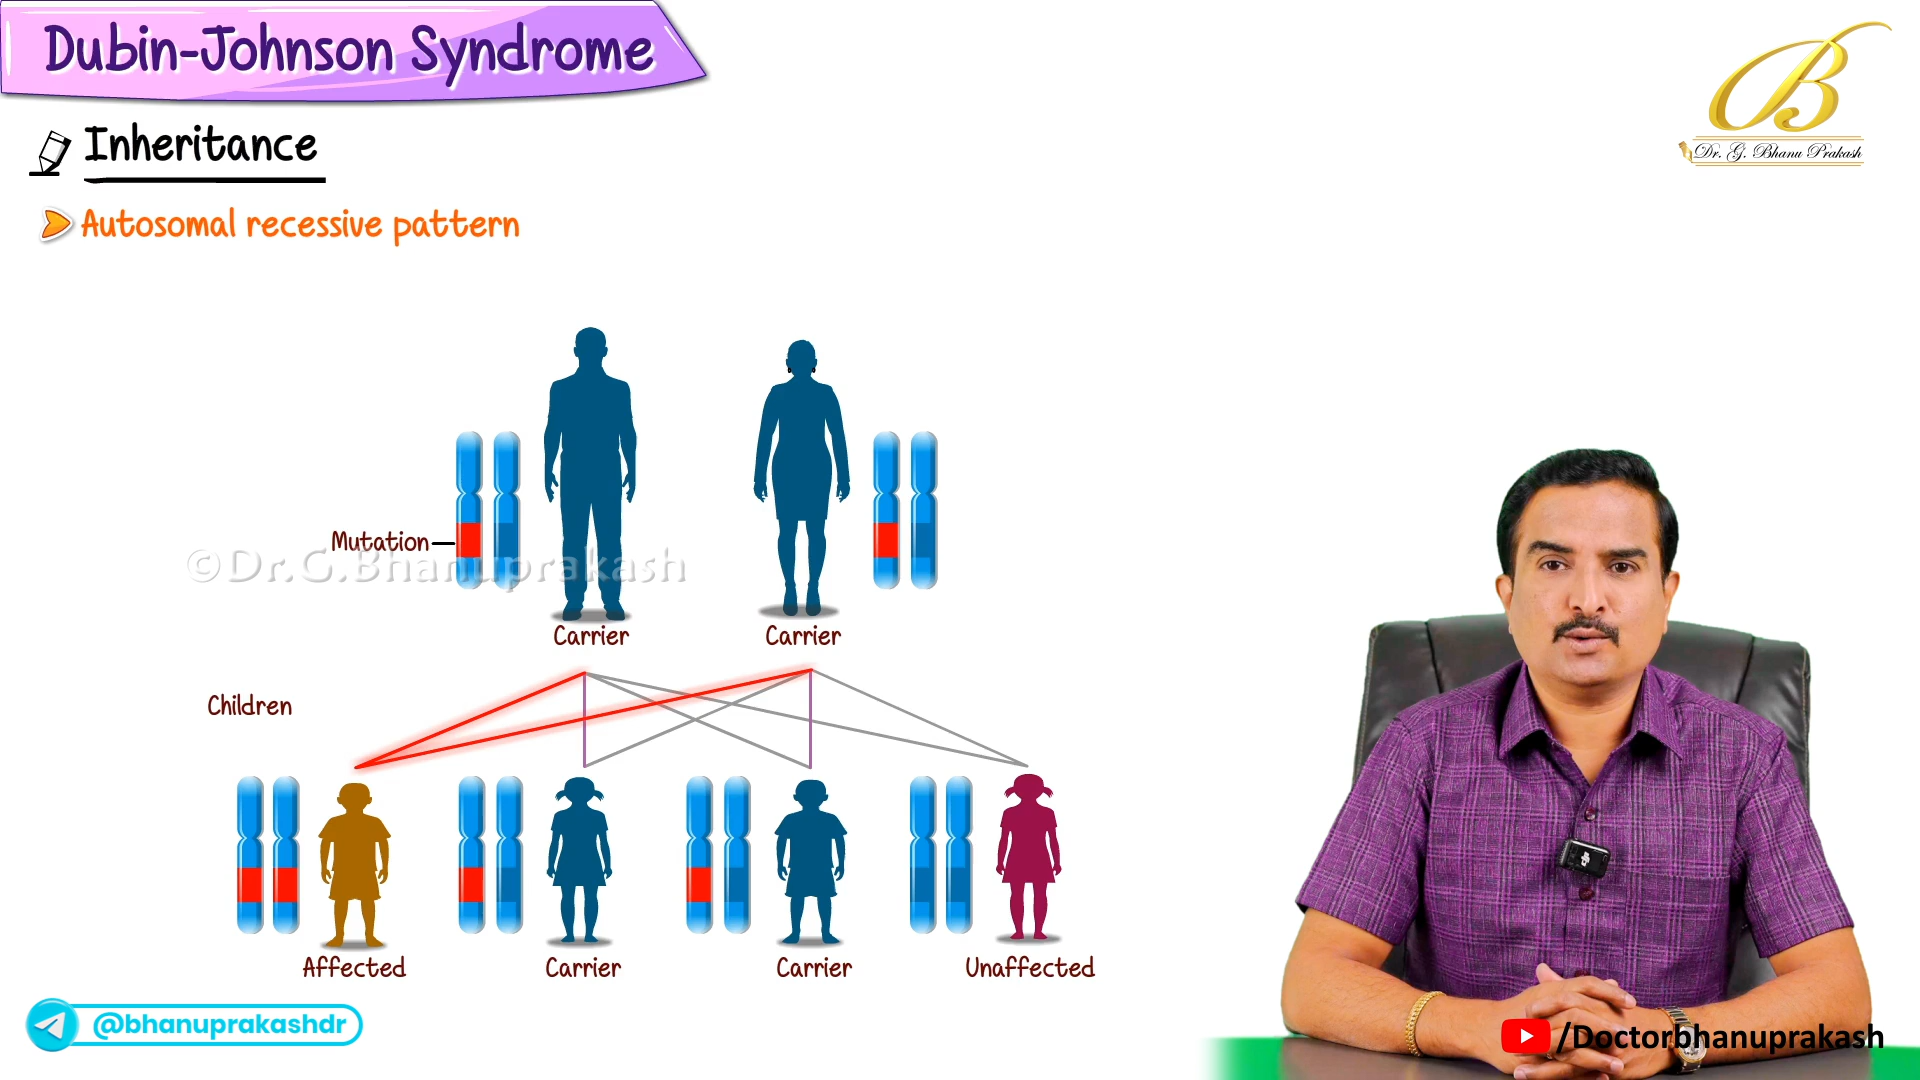 Dubin-Johnson Syndrome
Dr. G. Bhanu Prakash
Inheritance
Autosomal recessive pattern
Mutation
©Dr.G.Bhanuprakash
Carrier
Carrier
Children
Affected
Carrier
Carrier
Unaffected
@bhanuprakashdr
/Doctorbhanuprakash